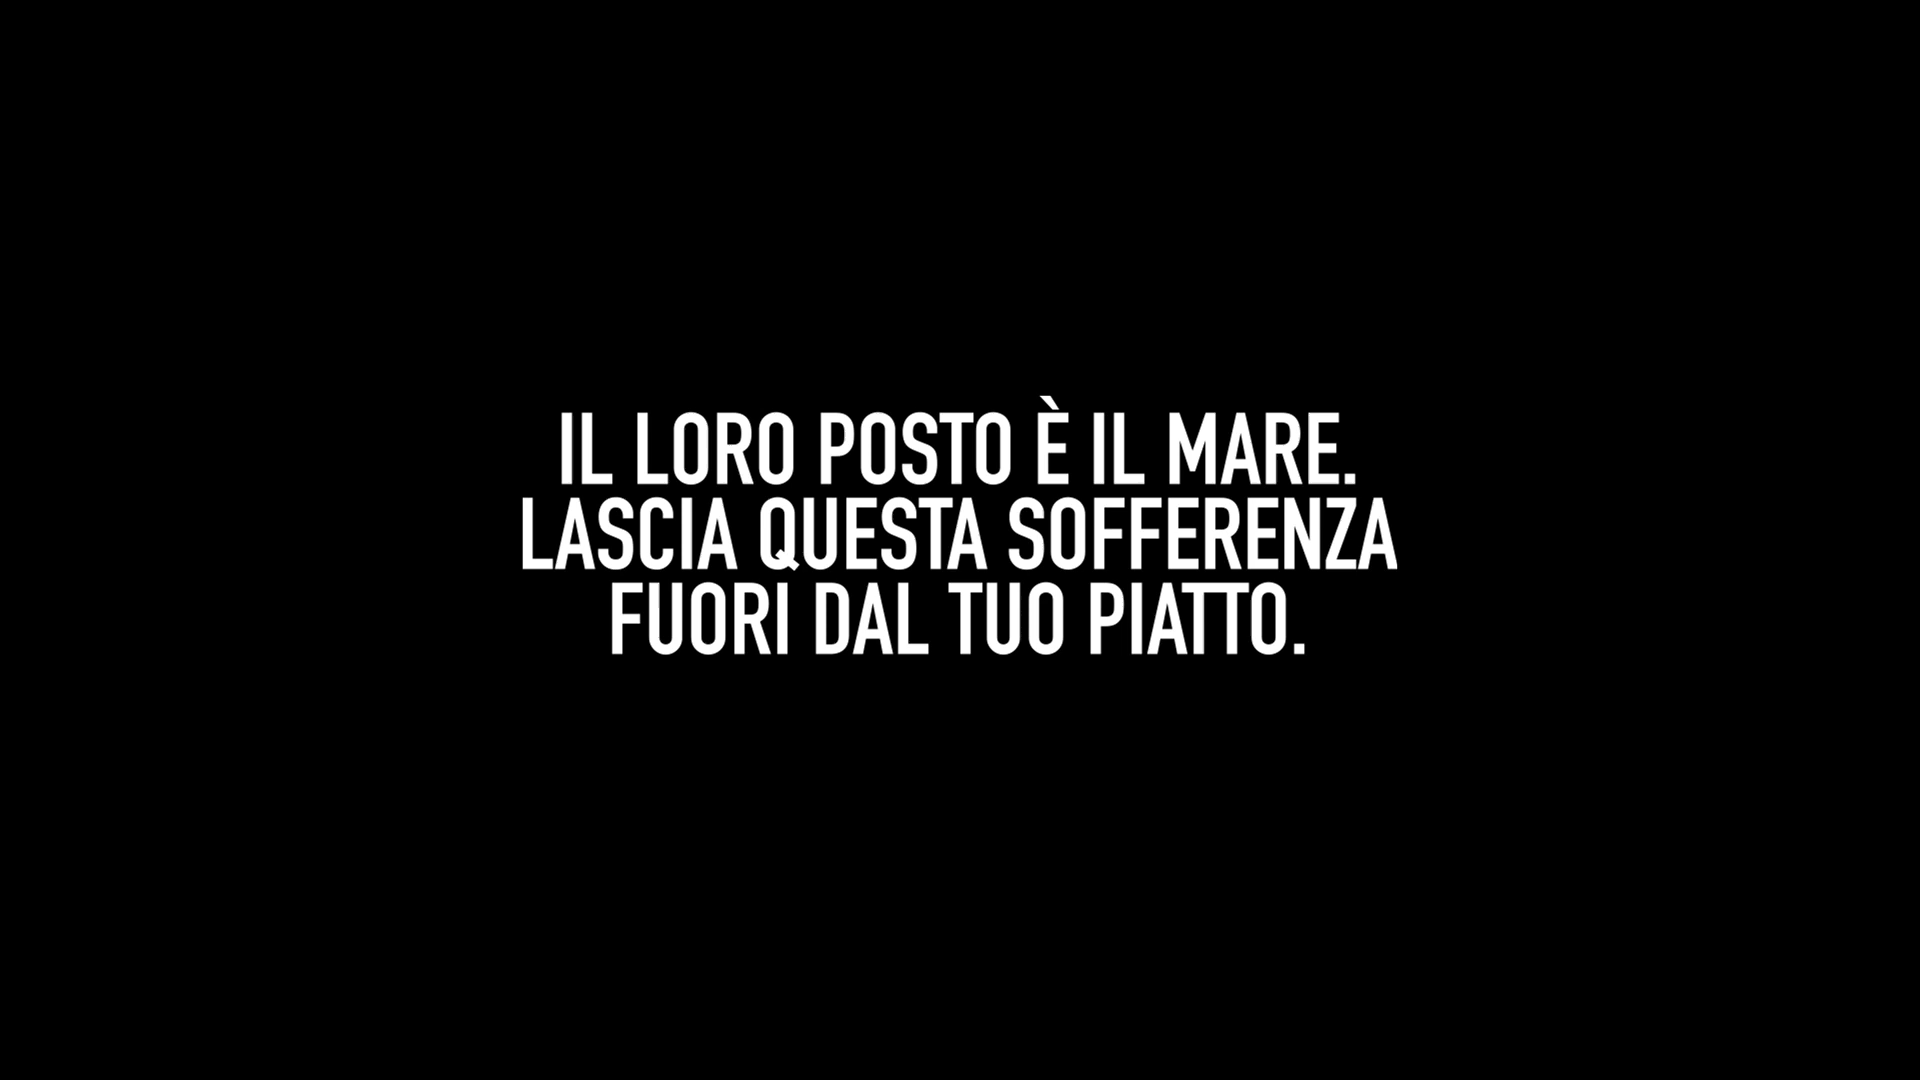 IL LORO POSTO È IL MARE.
LASCIA QUESTA SOFFERENZA
FUORI DAL TUO PIATTO.